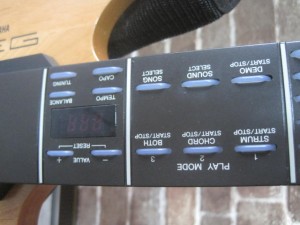 PLAY MODE
1 2 3
STRUM CHORD BOTH
START/STOP START/STOP START/STOP
− VALUE +
RESET
DEMO SOUND SONG
START/STOP SELECT SELECT
TEMPO BALANCE
CAPO TUNING
EG